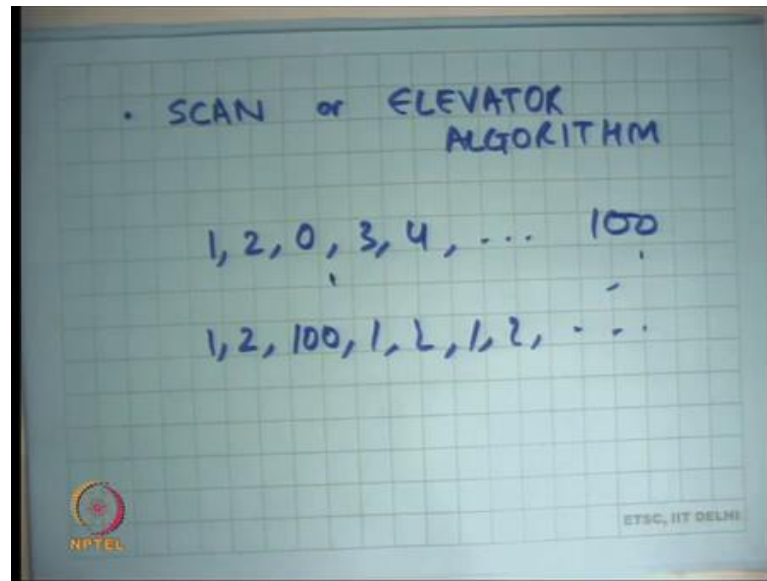 . SCAN or ELEVATOR
ALGORITHM
1, 2, 0, 3, 4, ... 100
1, 2, 100, 1, 2, 1, 2, ...
NPTEL
ETSC, IIT DELHI